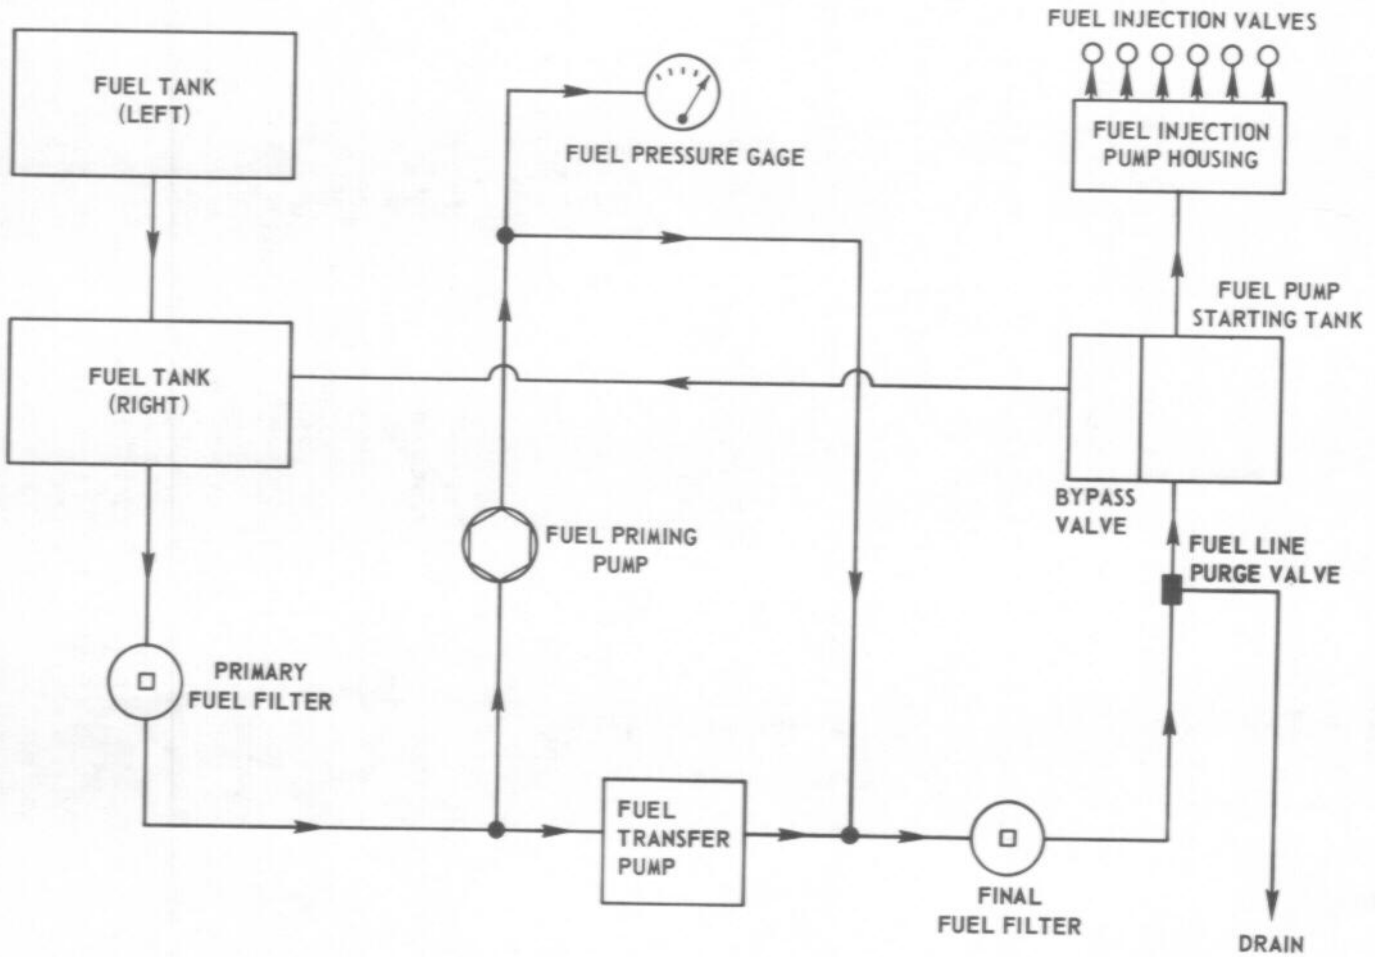 FUEL INJECTION VALVES
FUEL TANK
(LEFT)
FUEL PRESSURE GAGE
FUEL INJECTION
PUMP HOUSING
FUEL PUMP
STARTING TANK
FUEL TANK
(RIGHT)
BYPASS
VALVE
FUEL PRIMING
PUMP
FUEL LINE
PURGE VALVE
PRIMARY
FUEL FILTER
FUEL
TRANSFER
PUMP
FINAL
FUEL FILTER
DRAIN